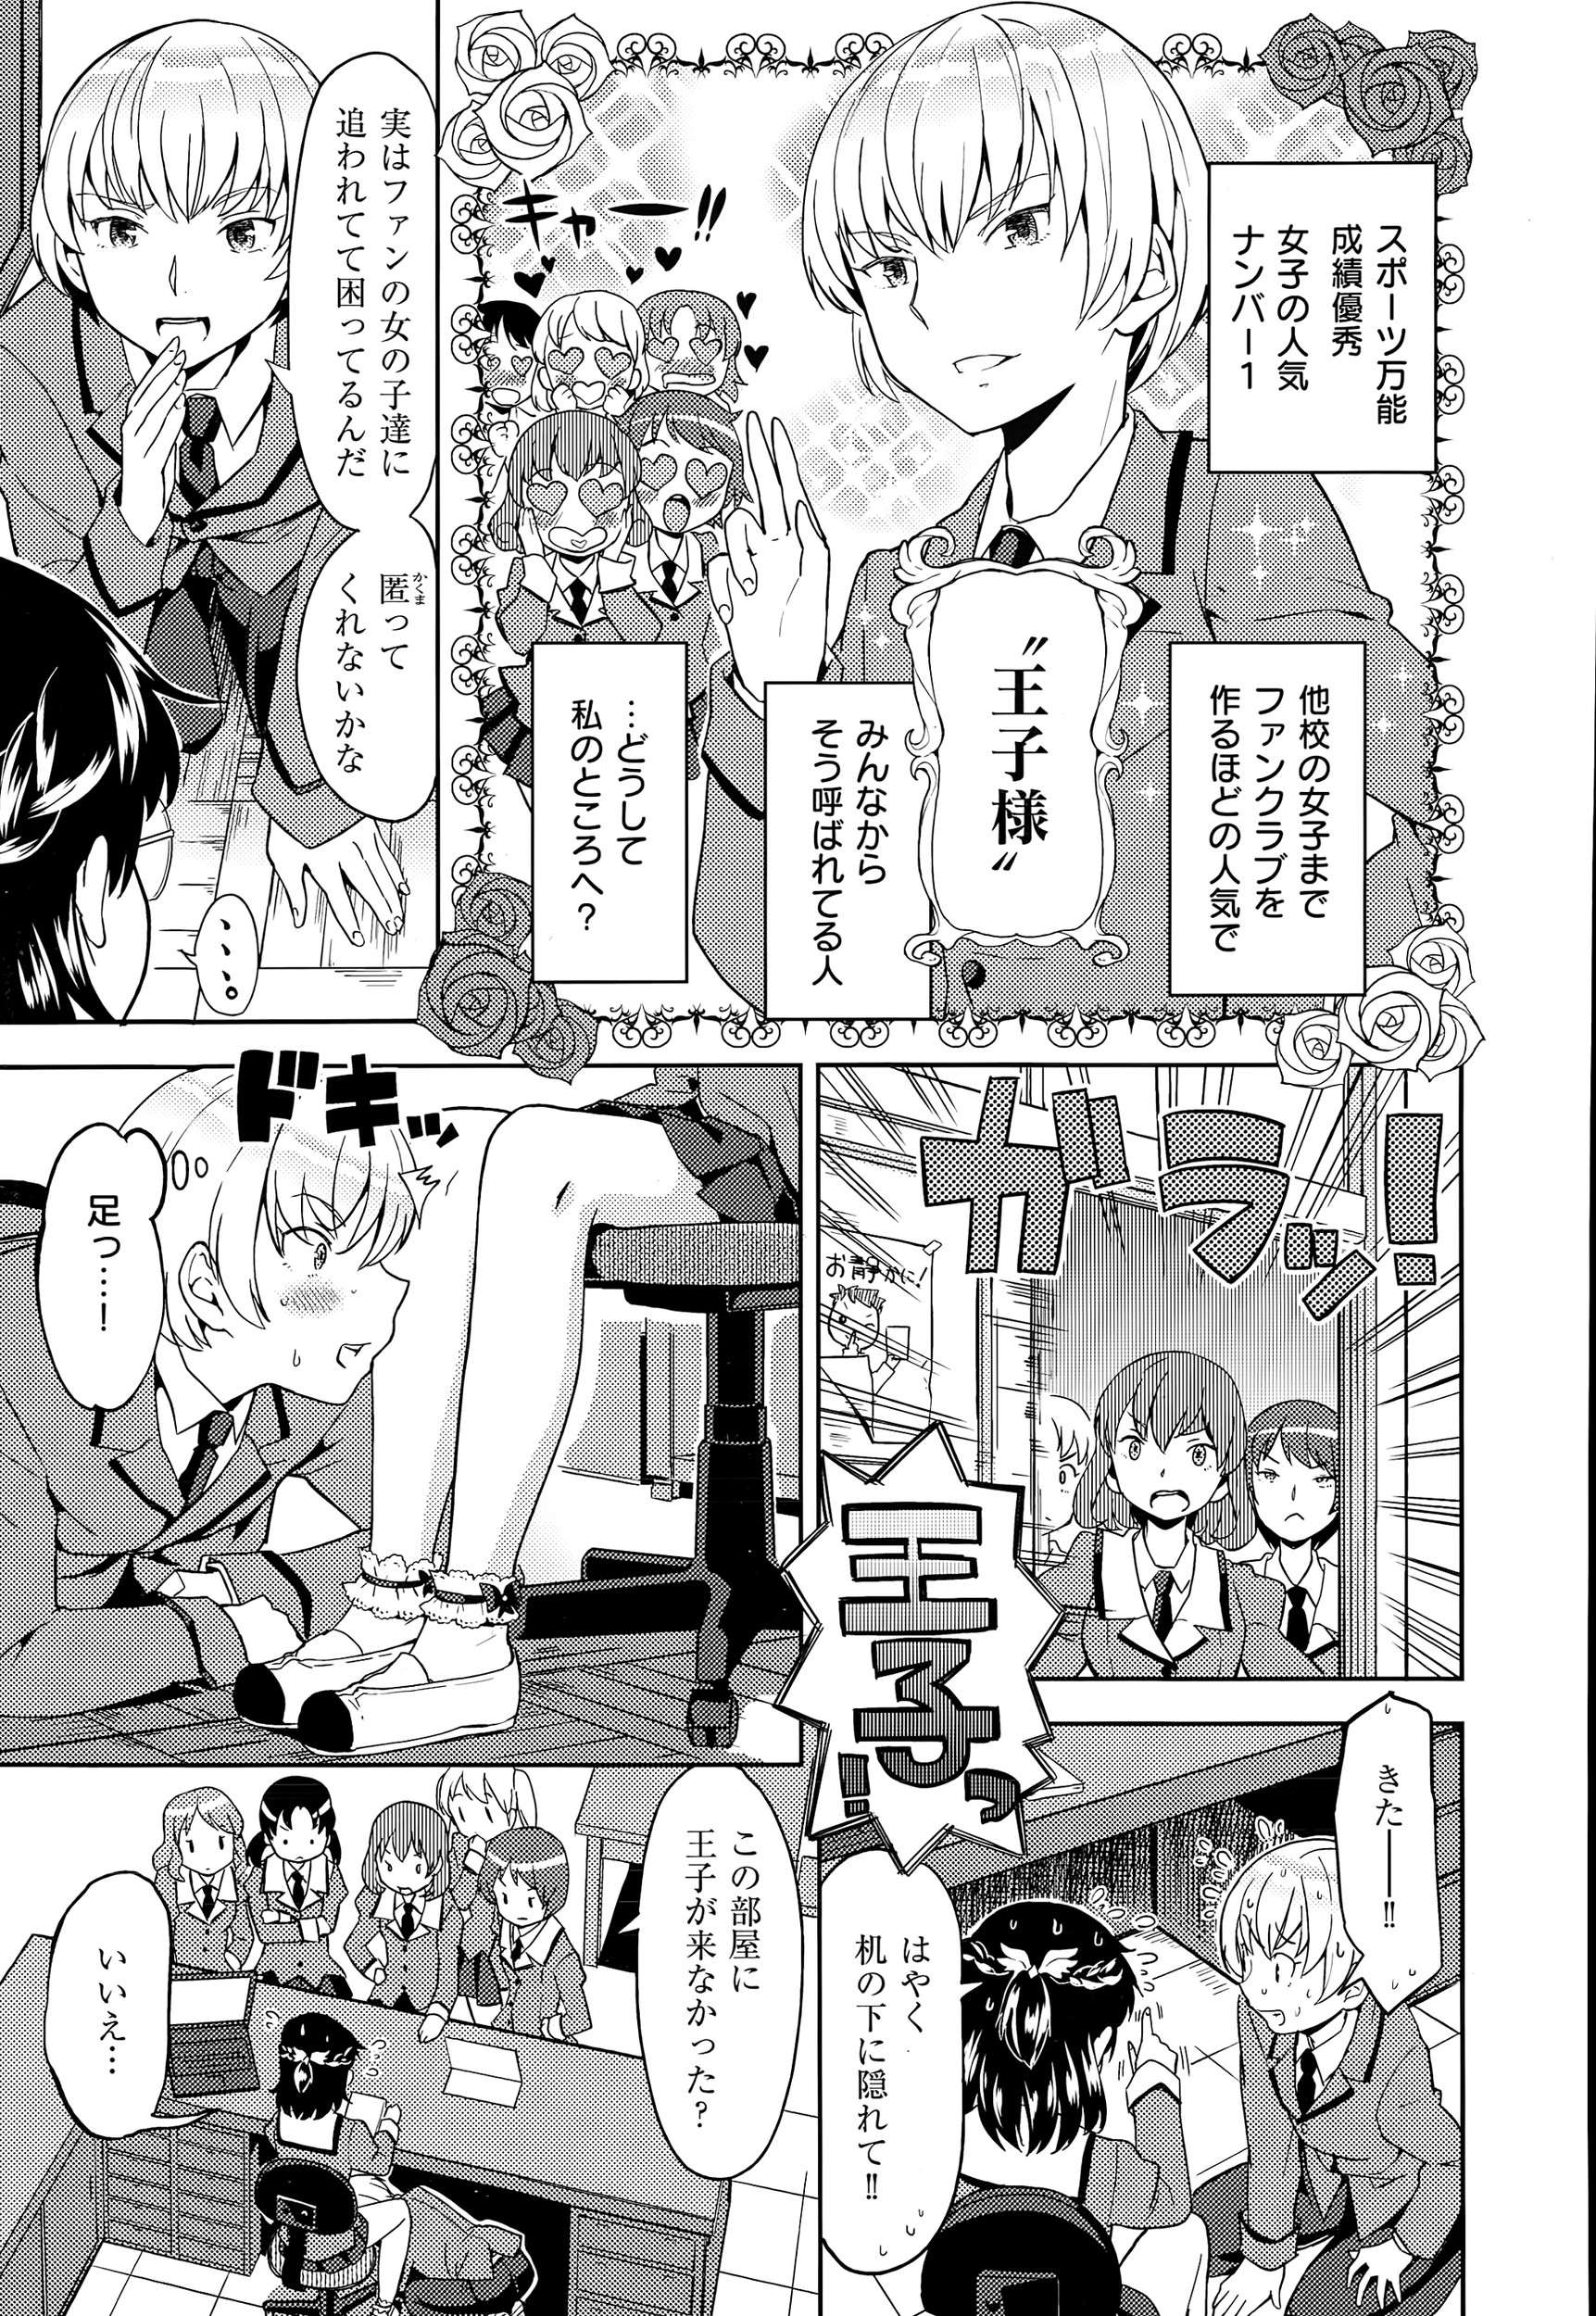 スポーツ万能
成績優秀
女子の人気
ナンバー1
他校の女子まで
ファンクラブを
作るほどの人気で
〝王子様〟
みんなから
そう呼ばれてる人
キャー!!
…どうして
私のところへ?
実はファンの女の子達に
追われてて困ってるんだ
匿って
かくま
くれないかな
、、、。
ガラッ!!
お静かに!
王子っ!!
ドキッ
足っ……!
きた——!!
はやく
机の下に隠れて!!
この部屋に
王子が来なかった?
いいえ…